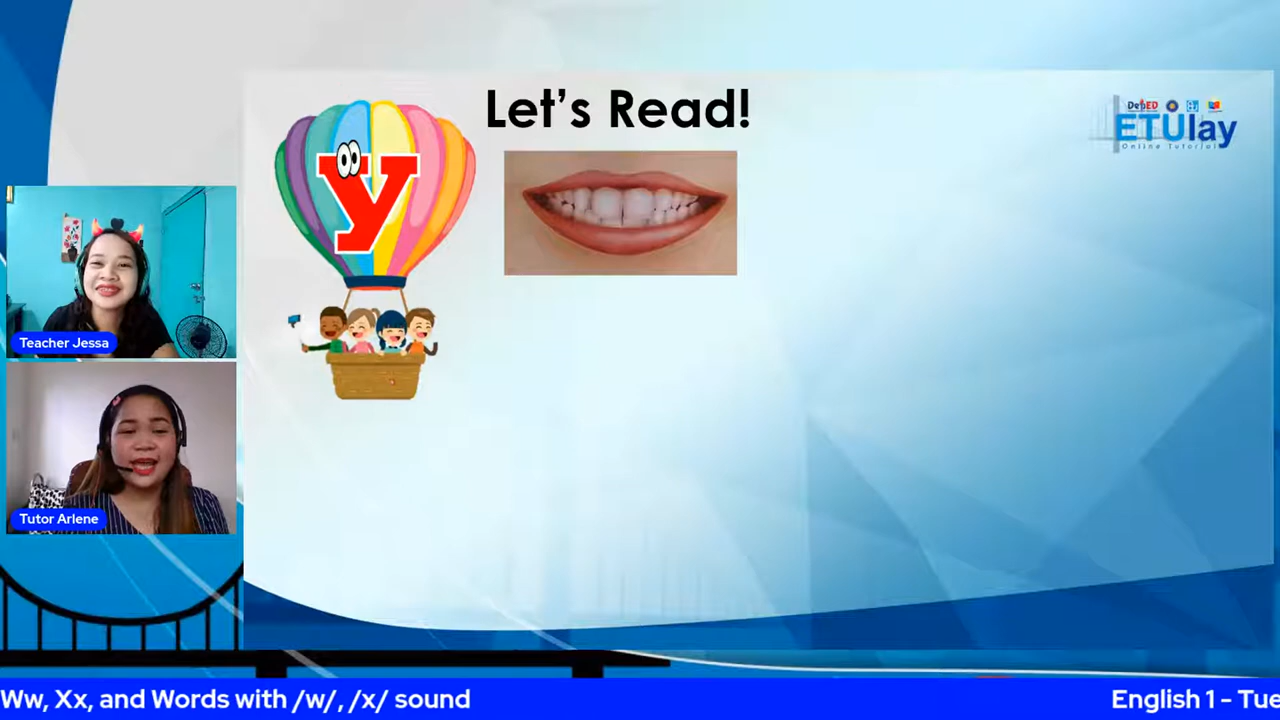 Let's Read!
y
DepED
ETUlay
Online Tutorial
Teacher Jessa
Tutor Arlene
Ww, Xx, and Words with /w/, /x/ sound
English 1 - Tue